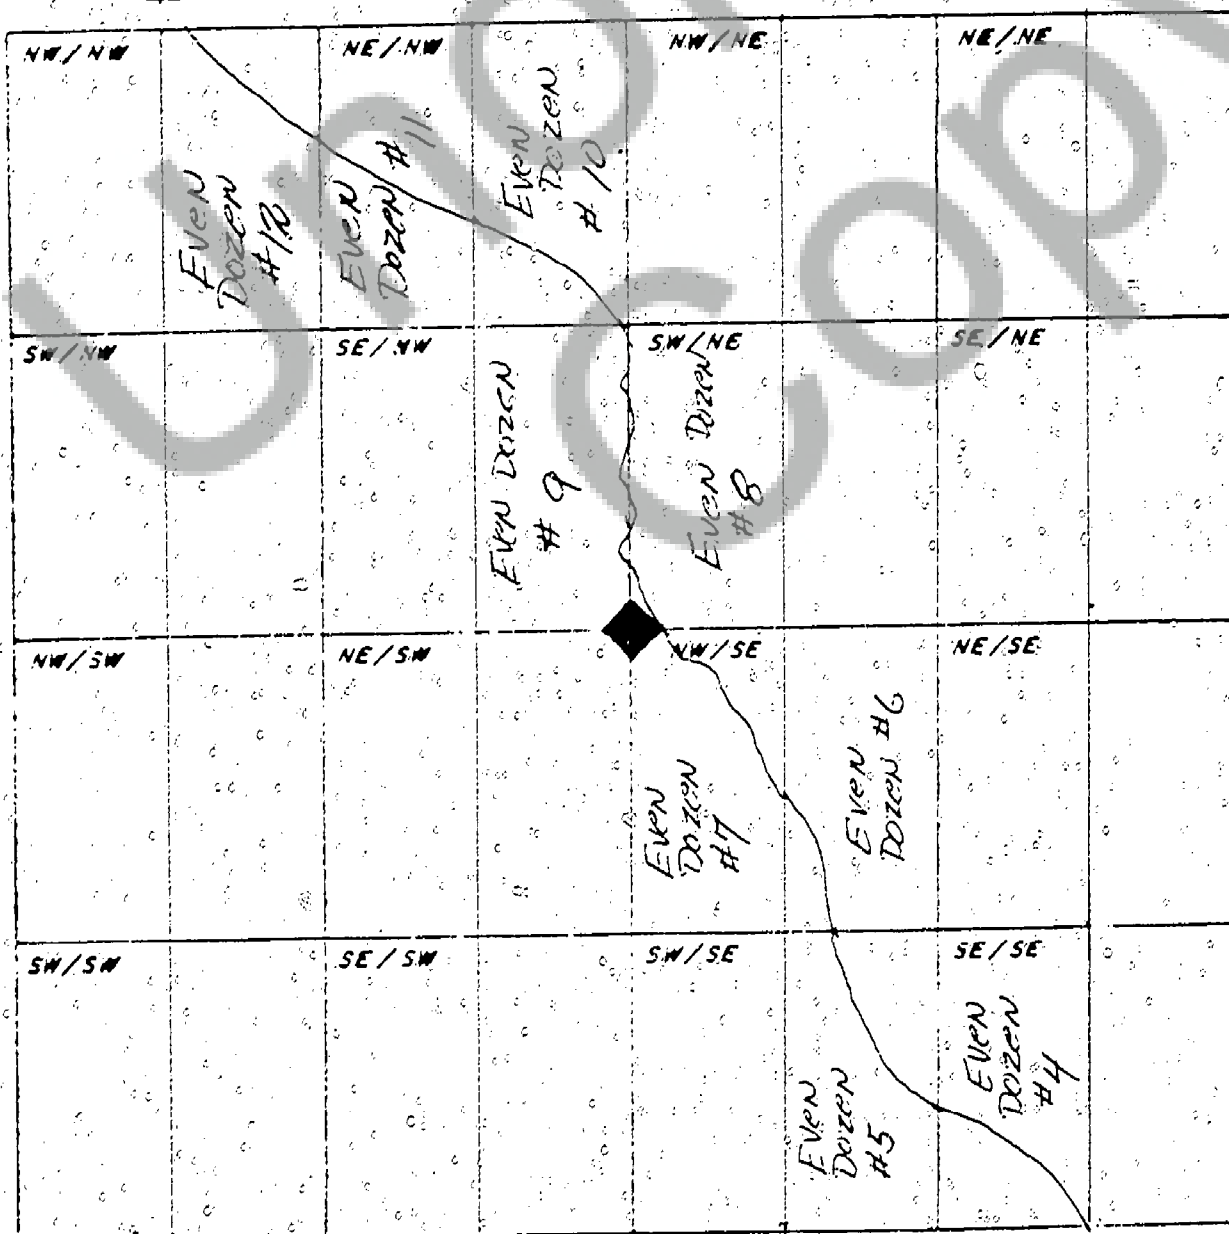 NW/NW
NE/NW
NW/NE
NE/NE
Even
Dozen
#12
Even
Dozen #11
Even
Dozen
#10
SW/NW
SE/NW
SW/NE
SE/NE
Even Dozen
#9
Even Dozen
#8
NW/SW
NE/SW
NW/SE
NE/SE
Even
Dozen
#7
Even
Dozen #6
SW/SW
SE/SW
SW/SE
SE/SE
Even
Dozen
#5
Even
Dozen
#4